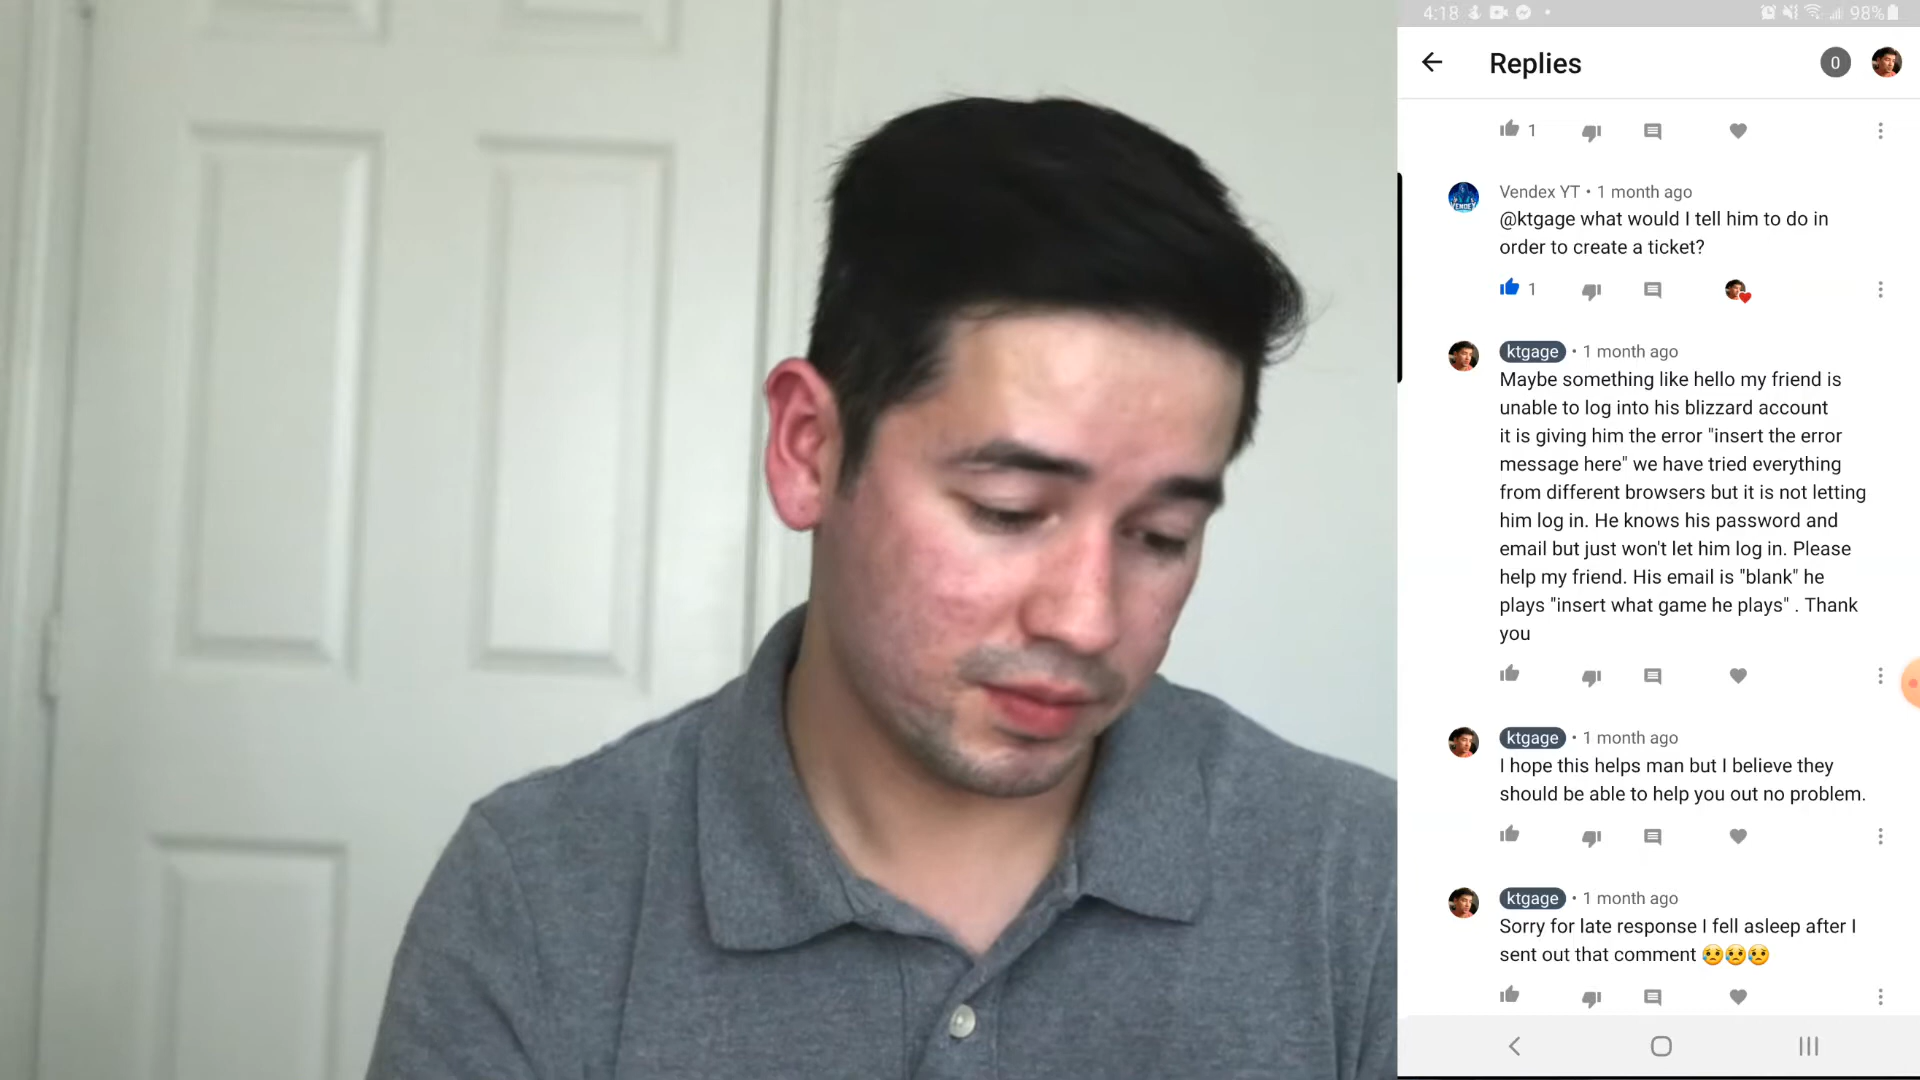 4:18 98%
Replies 0
1
Vendex YT • 1 month ago
@ktgage what would I tell him to do in
order to create a ticket?
1
ktgage • 1 month ago
Maybe something like hello my friend is
unable to log into his blizzard account
it is giving him the error "insert the error
message here" we have tried everything
from different browsers but it is not letting
him log in. He knows his password and
email but just won't let him log in. Please
help my friend. His email is "blank" he
plays "insert what game he plays" . Thank
you
ktgage • 1 month ago
I hope this helps man but I believe they
should be able to help you out no problem.
ktgage • 1 month ago
Sorry for late response I fell asleep after I
sent out that comment 😥😥😥